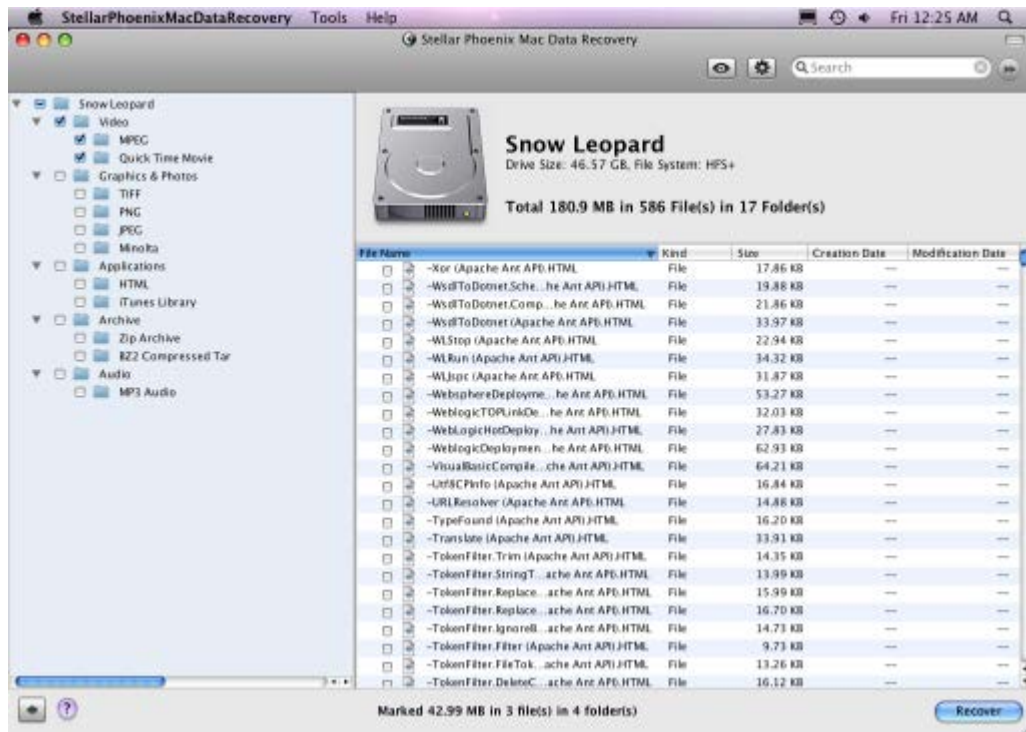 StellarPhoenixMacDataRecovery Tools Help Fri 12:25 AM
Stellar Phoenix Mac Data Recovery
Search
Snow Leopard
Video
MPEG
Quick Time Movie
Graphics & Photos
TIFF
PNG
JPEG
Minolta
Applications
HTML
iTunes Library
Archive
Zip Archive
BZ2 Compressed Tar
Audio
MP3 Audio
Snow Leopard
Drive Size: 46.57 GB, File System: HFS+
Total 180.9 MB in 586 File(s) in 17 Folder(s)
File Name Kind Size Creation Date Modification Date
~Xor (Apache Ant API).HTML File 17.86 KB --- ---
~WsdlToDotnet.Sche...he Ant API).HTML File 19.88 KB --- ---
~WsdlToDotnet.Comp...he Ant API).HTML File 21.86 KB --- ---
~WsdlToDotnet (Apache Ant API).HTML File 33.97 KB --- ---
~WLStop (Apache Ant API).HTML File 22.94 KB --- ---
~WLRun (Apache Ant API).HTML File 34.32 KB --- ---
~WLJspc (Apache Ant API).HTML File 31.87 KB --- ---
~WebsphereDeployme...he Ant API).HTML File 53.27 KB --- ---
~WeblogicTOPLinkDe...he Ant API).HTML File 32.03 KB --- ---
~WebLogicHotDeploy...he Ant API).HTML File 27.83 KB --- ---
~WeblogicDeploymen...he Ant API).HTML File 62.93 KB --- ---
~VisualBasicCompile...che Ant API).HTML File 64.21 KB --- ---
~Utf8CPInfo (Apache Ant API).HTML File 16.84 KB --- ---
~URLResolver (Apache Ant API).HTML File 14.88 KB --- ---
~TypeFound (Apache Ant API).HTML File 16.20 KB --- ---
~Translate (Apache Ant API).HTML File 33.91 KB --- ---
~TokenFilter.Trim (Apache Ant API).HTML File 14.35 KB --- ---
~TokenFilter.StringT...ache Ant API).HTML File 13.99 KB --- ---
~TokenFilter.Replace...ache Ant API).HTML File 15.99 KB --- ---
~TokenFilter.Replace...ache Ant API).HTML File 16.70 KB --- ---
~TokenFilter.IgnoreB...ache Ant API).HTML File 14.73 KB --- ---
~TokenFilter.Filter (Apache Ant API).HTML File 9.73 KB --- ---
~TokenFilter.FileTok...ache Ant API).HTML File 13.26 KB --- ---
~TokenFilter.DeleteC...ache Ant API).HTML File 16.12 KB --- ---
Marked 42.99 MB in 3 file(s) in 4 folder(s)
Recover